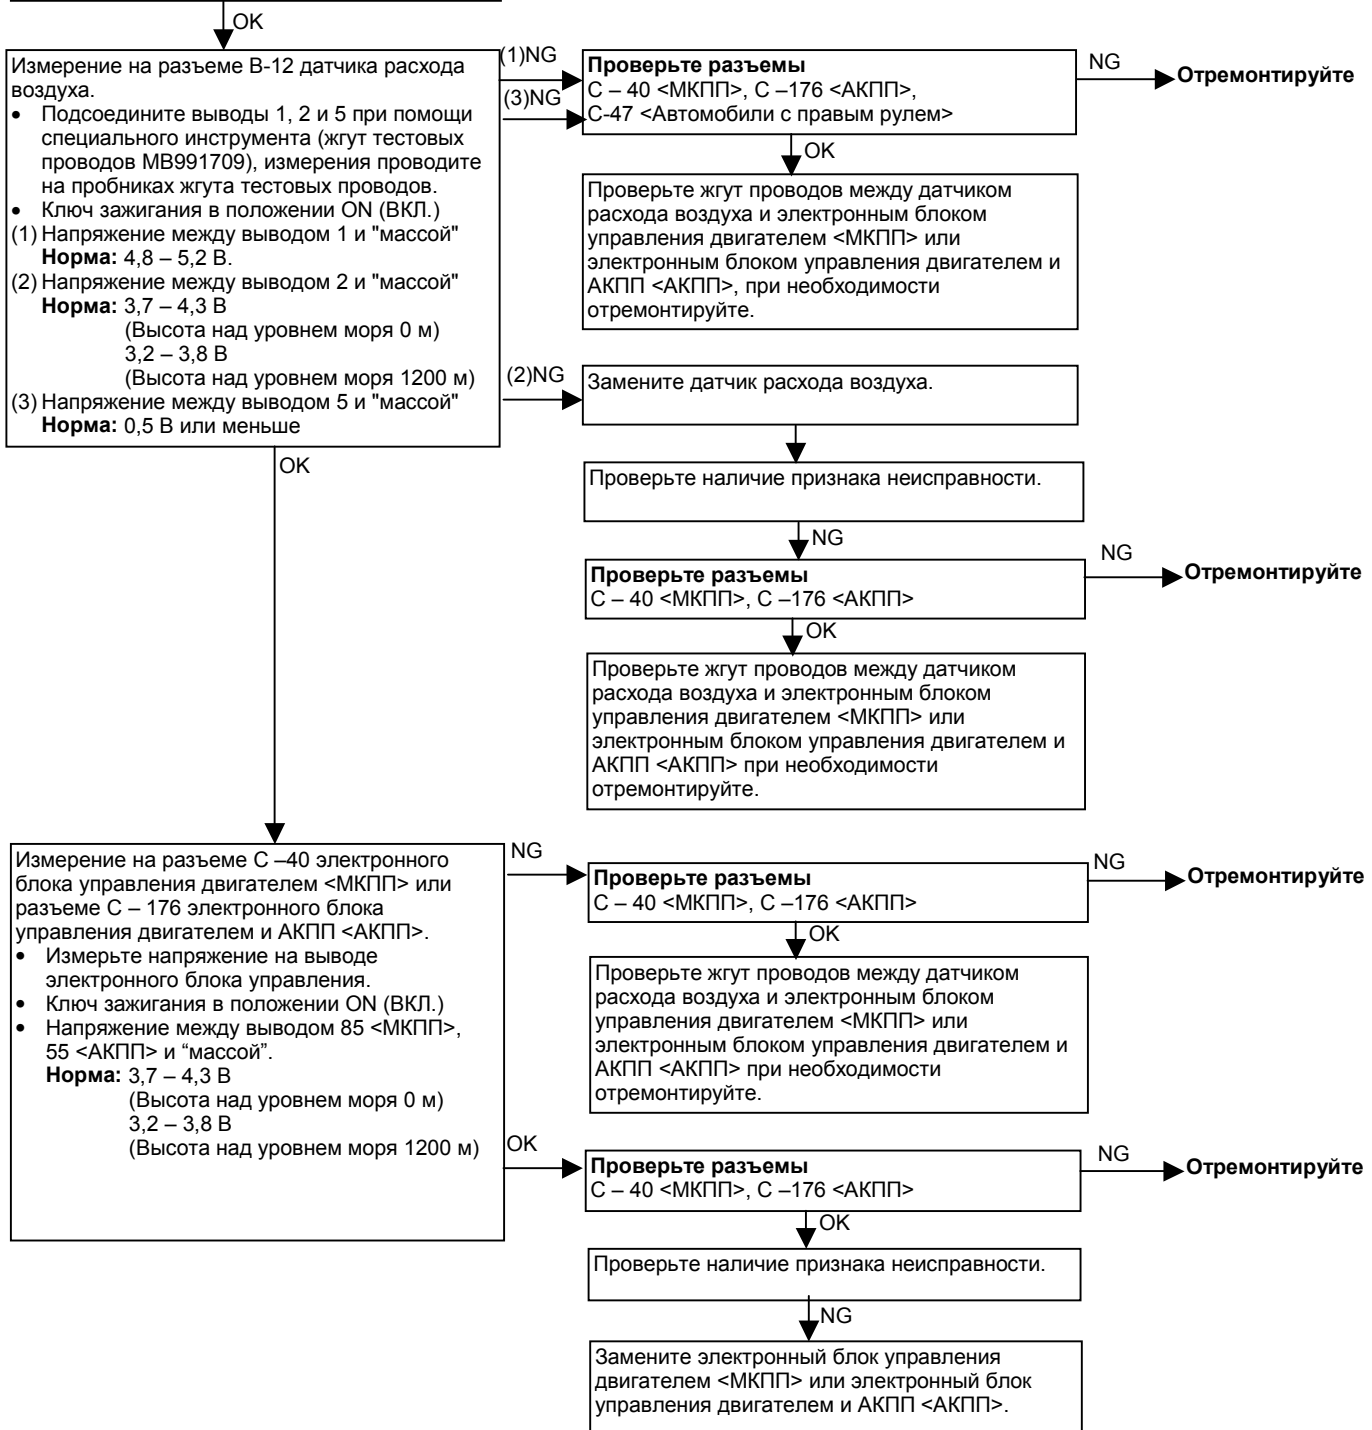 OK
Измерение на разъеме B-12 датчика расхода
воздуха.
• Подсоедините выводы 1, 2 и 5 при помощи
специального инструмента (жгут тестовых
проводов MB991709), измерения проводите
на пробниках жгута тестовых проводов.
• Ключ зажигания в положении ON (ВКЛ.)
(1) Напряжение между выводом 1 и "массой"
Норма: 4,8 – 5,2 В.
(2) Напряжение между выводом 2 и "массой"
Норма: 3,7 – 4,3 В
(Высота над уровнем моря 0 м)
3,2 – 3,8 В
(Высота над уровнем моря 1200 м)
(3) Напряжение между выводом 5 и "массой"
Норма: 0,5 В или меньше
(1)NG
(3)NG
Проверьте разъемы
C – 40 <МКПП>, C –176 <АКПП>,
C-47 <Автомобили с правым рулем>
NG
Отремонтируйте
OK
Проверьте жгут проводов между датчиком
расхода воздуха и электронным блоком
управления двигателем <МКПП> или
электронным блоком управления двигателем и
АКПП <АКПП>, при необходимости
отремонтируйте.
(2)NG
Замените датчик расхода воздуха.
Проверьте наличие признака неисправности.
NG
Проверьте разъемы
C – 40 <МКПП>, C –176 <АКПП>
NG
Отремонтируйте
OK
Проверьте жгут проводов между датчиком
расхода воздуха и электронным блоком
управления двигателем <МКПП> или
электронным блоком управления двигателем и
АКПП <АКПП> при необходимости
отремонтируйте.
OK
Измерение на разъеме C –40 электронного
блока управления двигателем <МКПП> или
разъеме C – 176 электронного блока
управления двигателем и АКПП <АКПП>.
• Измерьте напряжение на выводе
электронного блока управления.
• Ключ зажигания в положении ON (ВКЛ.)
• Напряжение между выводом 85 <МКПП>,
55 <АКПП> и “массой”.
Норма: 3,7 – 4,3 В
(Высота над уровнем моря 0 м)
3,2 – 3,8 В
(Высота над уровнем моря 1200 м)
NG
Проверьте разъемы
C – 40 <МКПП>, C –176 <АКПП>
NG
Отремонтируйте
OK
Проверьте жгут проводов между датчиком
расхода воздуха и электронным блоком
управления двигателем <МКПП> или
электронным блоком управления двигателем и
АКПП <АКПП> при необходимости
отремонтируйте.
OK
Проверьте разъемы
C – 40 <МКПП>, C –176 <АКПП>
NG
Отремонтируйте
OK
Проверьте наличие признака неисправности.
NG
Замените электронный блок управления
двигателем <МКПП> или электронный блок
управления двигателем и АКПП <АКПП>.